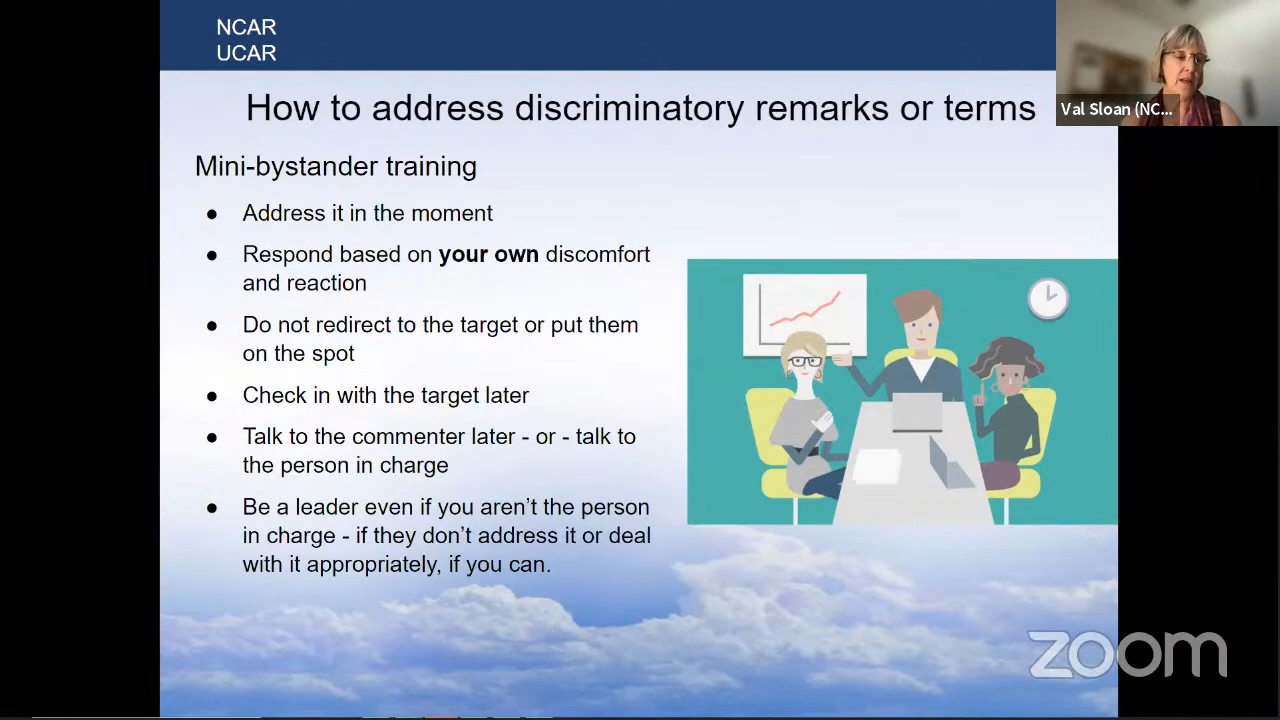 NCAR
UCAR
How to address discriminatory remarks or terms
Val Sloan (NC...
Mini-bystander training
● Address it in the moment
● Respond based on your own discomfort
and reaction
● Do not redirect to the target or put them
on the spot
● Check in with the target later
● Talk to the commenter later - or - talk to
the person in charge
● Be a leader even if you aren’t the person
in charge - if they don’t address it or deal
with it appropriately, if you can.
zoom